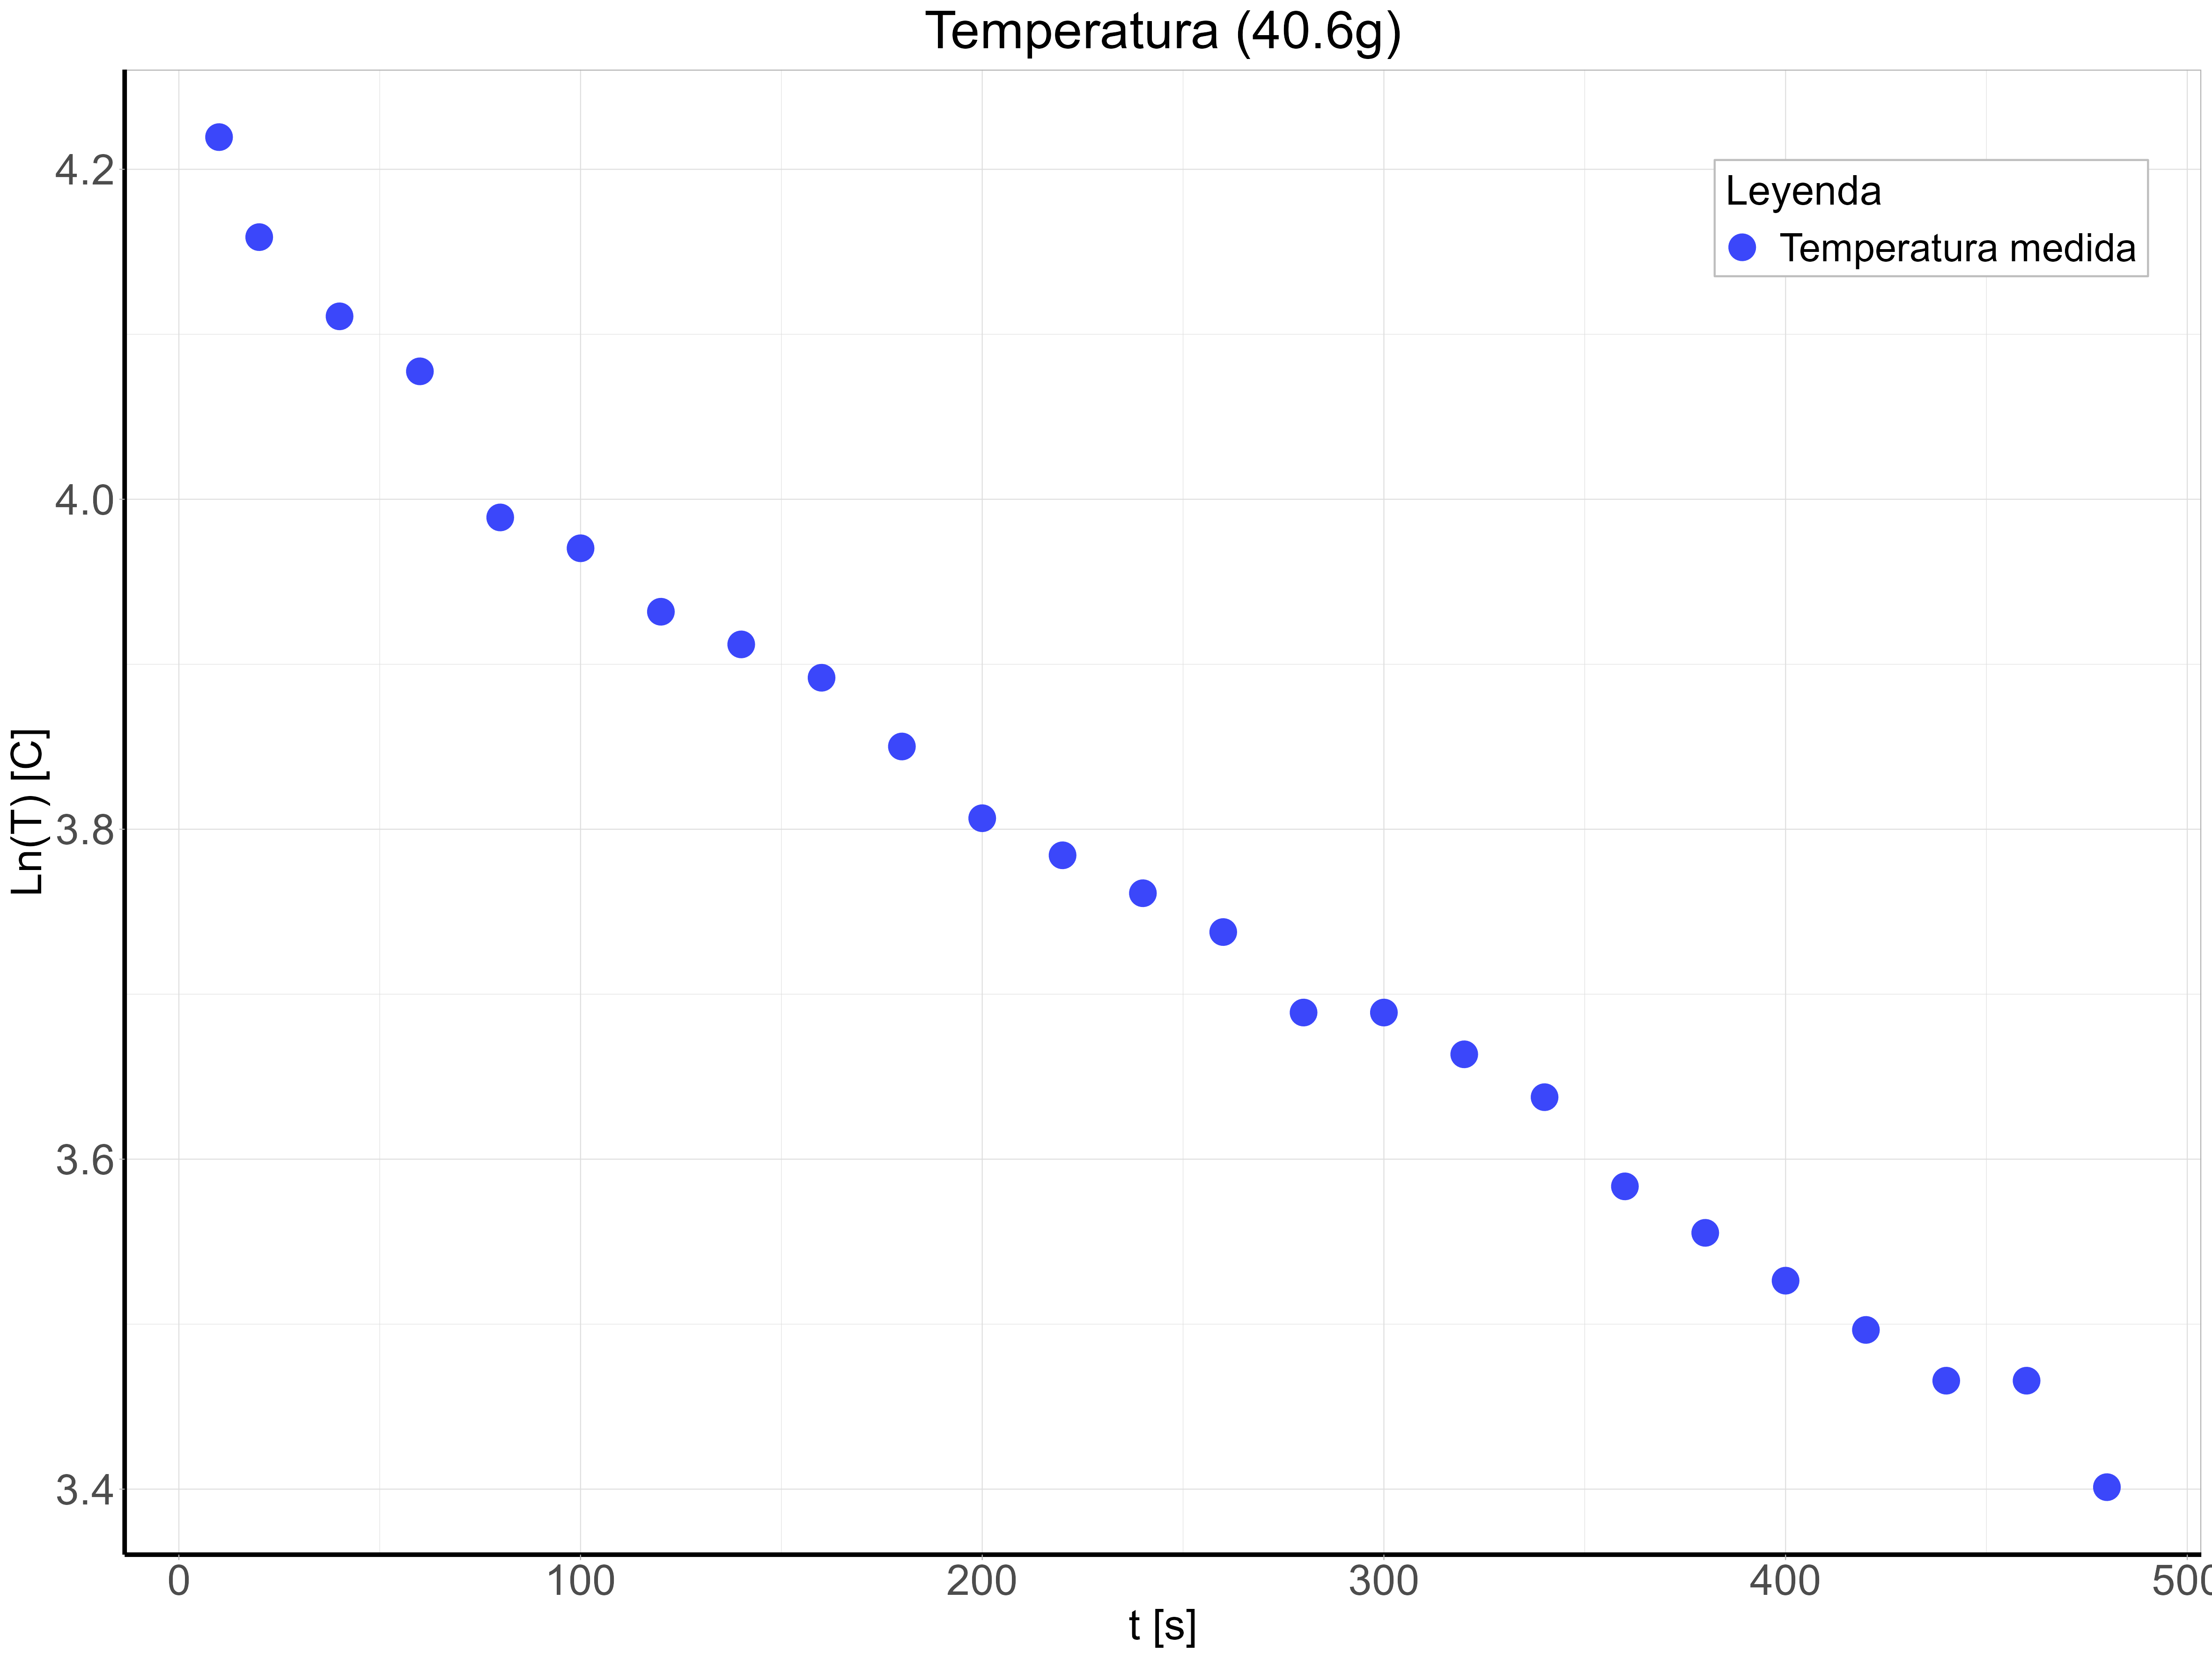 Temperatura (40.6g)
Leyenda
Temperatura medida
Ln(T) [C]
4.2
4.0
3.8
3.6
3.4
0 100 200 300 400 500
t [s]